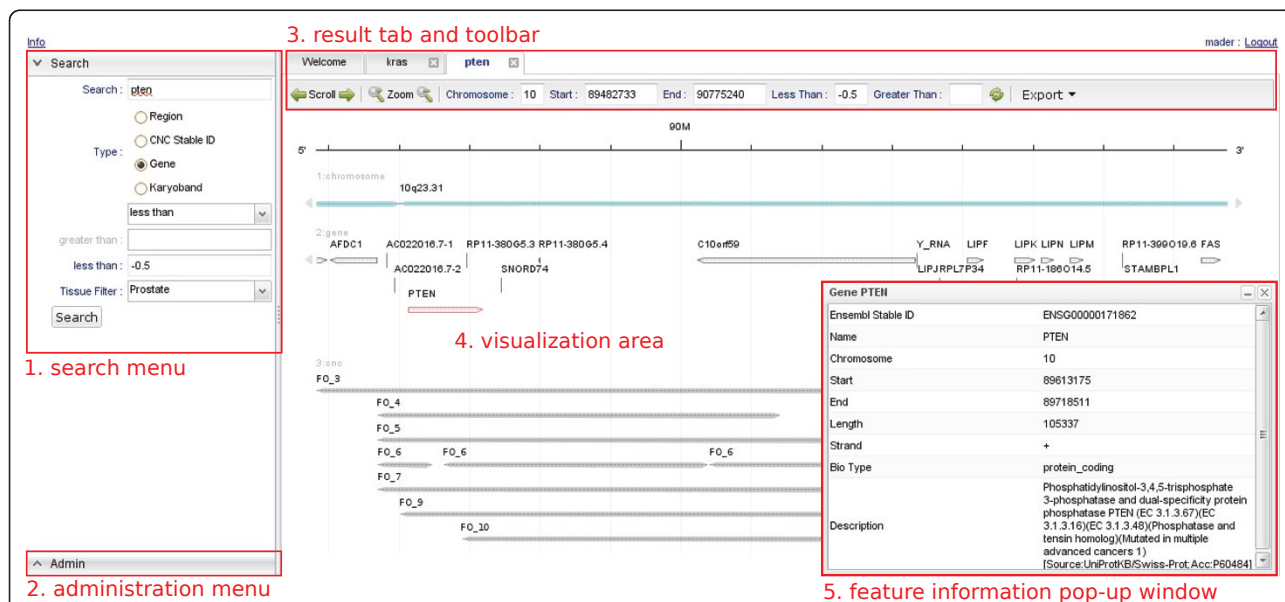 3. result tab and toolbar
Info
mader : Logout
Search
Welcome kras pten
Search : pten
Scroll Zoom Chromosome : 10 Start : 89482733 End : 90775240 Less Than : -0.5 Greater Than : Export
Type :
Region
CNC Stable ID
Gene
Karyoband
less than
greater than :
less than : -0.5
Tissue Filter : Prostate
Search
1. search menu
Admin
2. administration menu
90M
5' 3'
1:chromosome
10q23.31
2:gene
AFDC1 AC022016.7-1 RP11-380G5.3 RP11-380G5.4 C10orf59 Y_RNA LIPF LIPK LIPN LIPM RP11-399O19.6 FAS
AC022016.7-2 SNORD74 LIPJ RPL7P34 RP11-186O14.5 STAMBPL1
PTEN
4. visualization area
3:cnc
FO_3
FO_4
FO_5
FO_6 FO_6 FO_6
FO_7
FO_9
FO_10
Gene PTEN
Ensembl Stable ID ENSG00000171862
Name PTEN
Chromosome 10
Start 89613175
End 89718511
Length 105337
Strand +
Bio Type protein_coding
Description
Phosphatidylinositol-3,4,5-trisphosphate
3-phosphatase and dual-specificity protein
phosphatase PTEN (EC 3.1.3.67)(EC
3.1.3.16)(EC 3.1.3.48)(Phosphatase and
tensin homolog)(Mutated in multiple
advanced cancers 1)
[Source:UniProtKB/Swiss-Prot;Acc:P60484]
5. feature information pop-up window